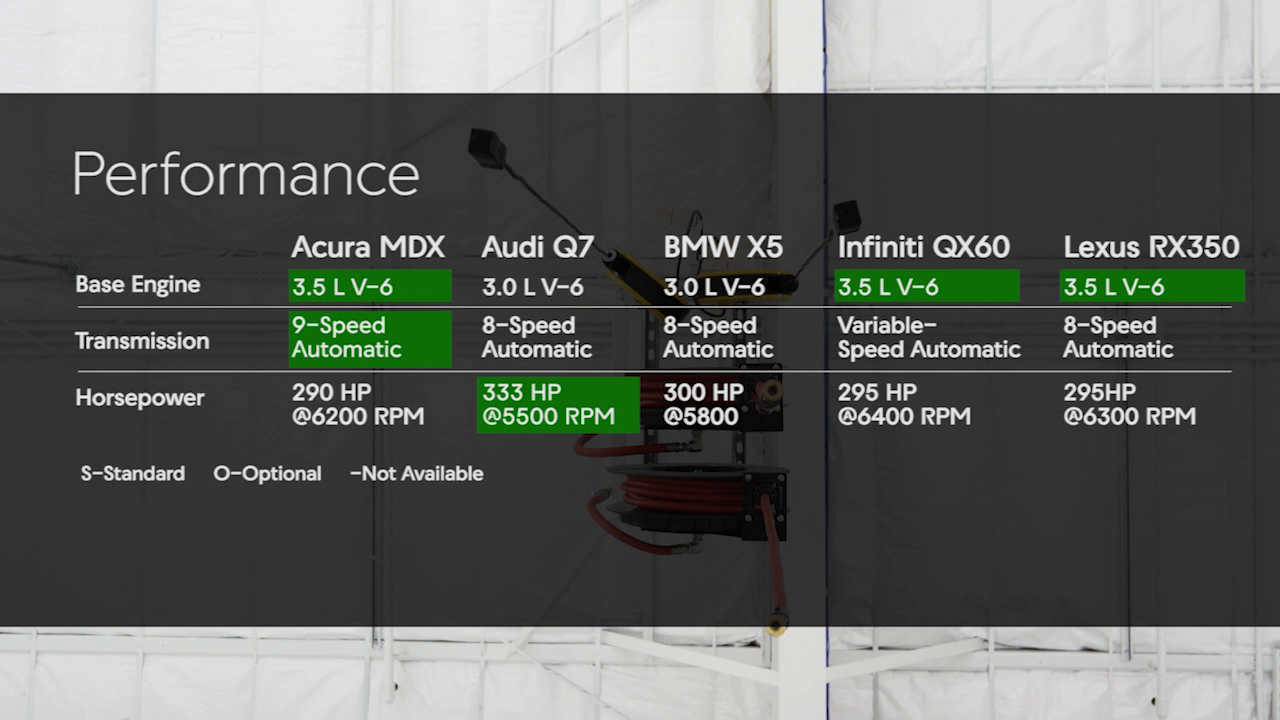 Performance
Acura MDX Audi Q7 BMW X5 Infiniti QX60 Lexus RX350
Base Engine 3.5 L V-6 3.0 L V-6 3.0 L V-6 3.5 L V-6 3.5 L V-6
Transmission 9-Speed Automatic 8-Speed Automatic 8-Speed Automatic Variable-Speed Automatic 8-Speed Automatic
Horsepower 290 HP @6200 RPM 333 HP @5500 RPM 300 HP @5800 295 HP @6400 RPM 295HP @6300 RPM
S-Standard O-Optional -Not Available